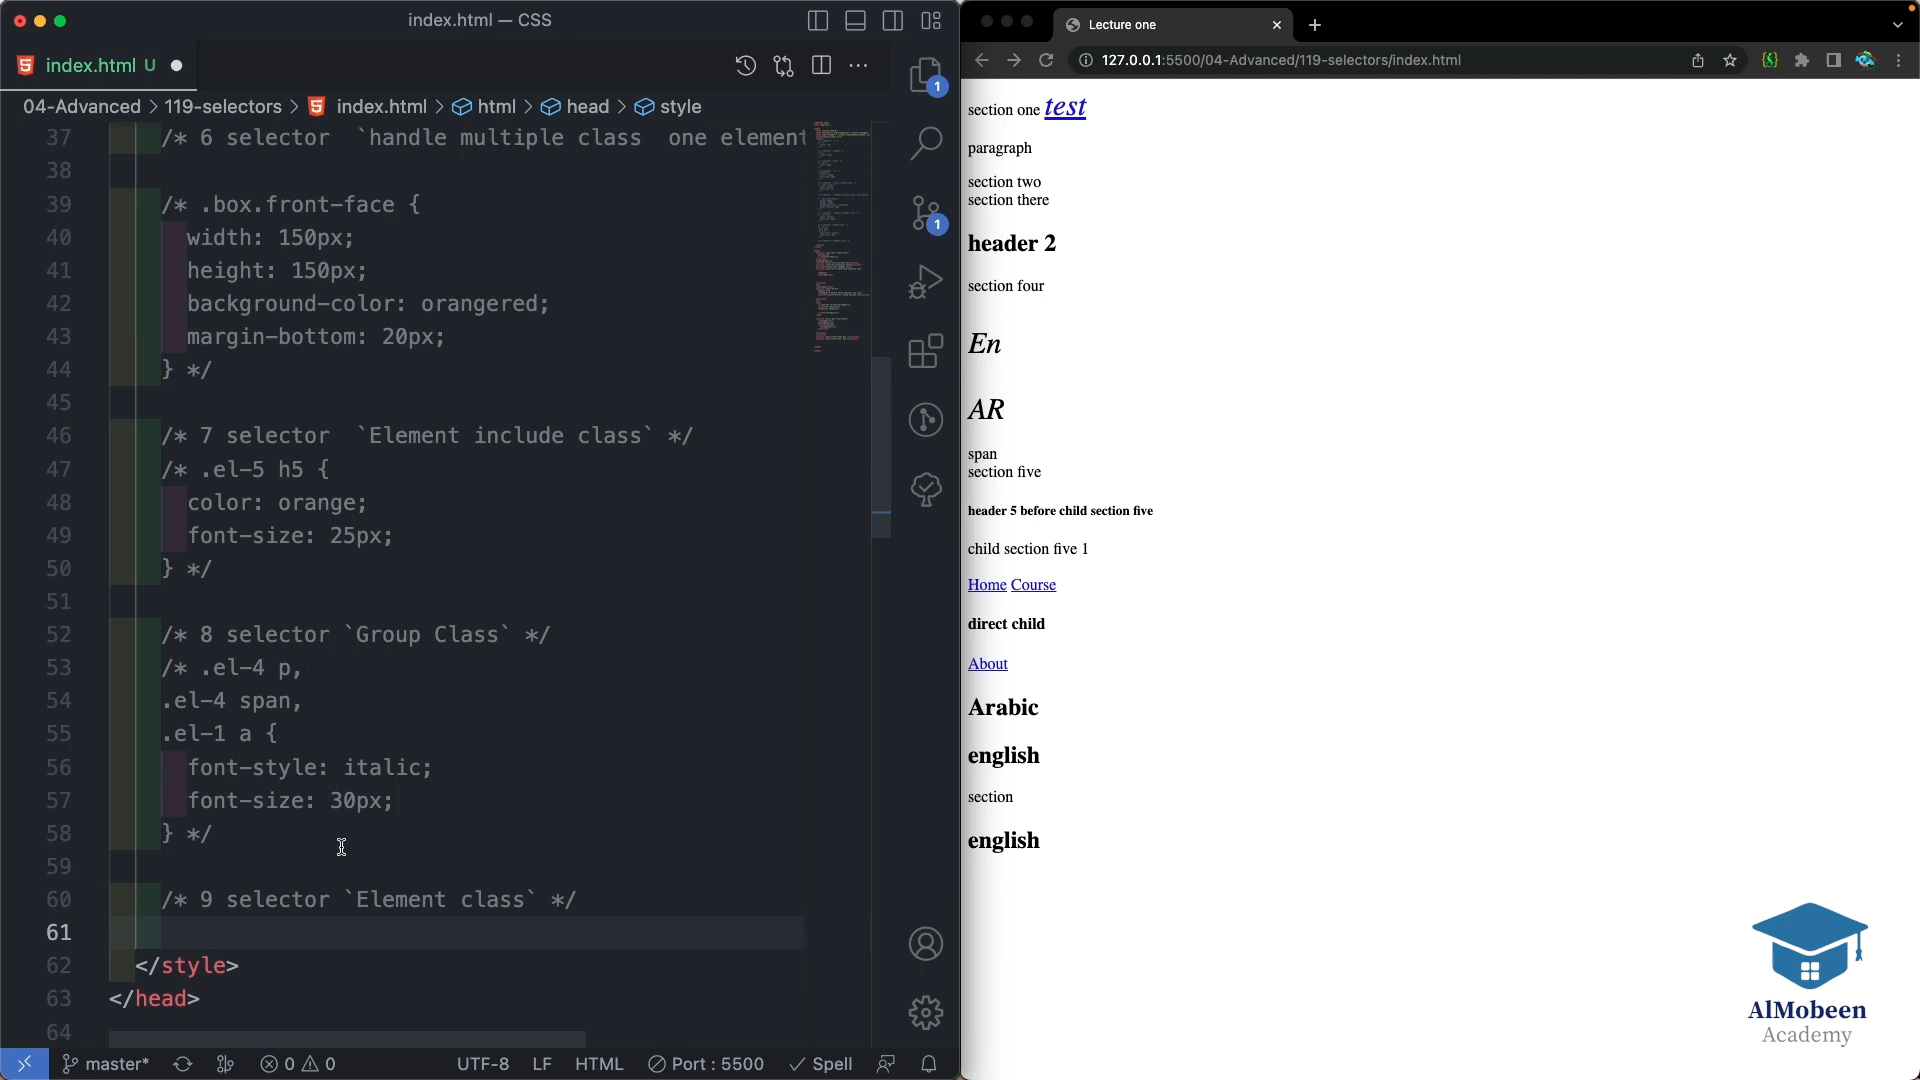 index.html — CSS
index.html U
04-Advanced > 119-selectors > index.html > html > head > style
37 /* 6 selector `handle multiple class one element
38
39 /* .box.front-face {
40 width: 150px;
41 height: 150px;
42 background-color: orangered;
43 margin-bottom: 20px;
44 } */
45
46 /* 7 selector `Element include class` */
47 /* .el-5 h5 {
48 color: orange;
49 font-size: 25px;
50 } */
51
52 /* 8 selector `Group Class` */
53 /* .el-4 p,
54 .el-4 span,
55 .el-1 a {
56 font-style: italic;
57 font-size: 30px;
58 } */
59
60 /* 9 selector `Element class` */
61
62 </style>
63 </head>
64
1
1
master* 0 0 UTF-8 LF HTML Port : 5500 Spell
Lecture one
127.0.0.1:5500/04-Advanced/119-selectors/index.html
section one test
paragraph
section two
section there
header 2
section four
En
AR
span
section five
header 5 before child section five
child section five 1
Home Course
direct child
About
Arabic
english
section
english
AlMobeen
Academy